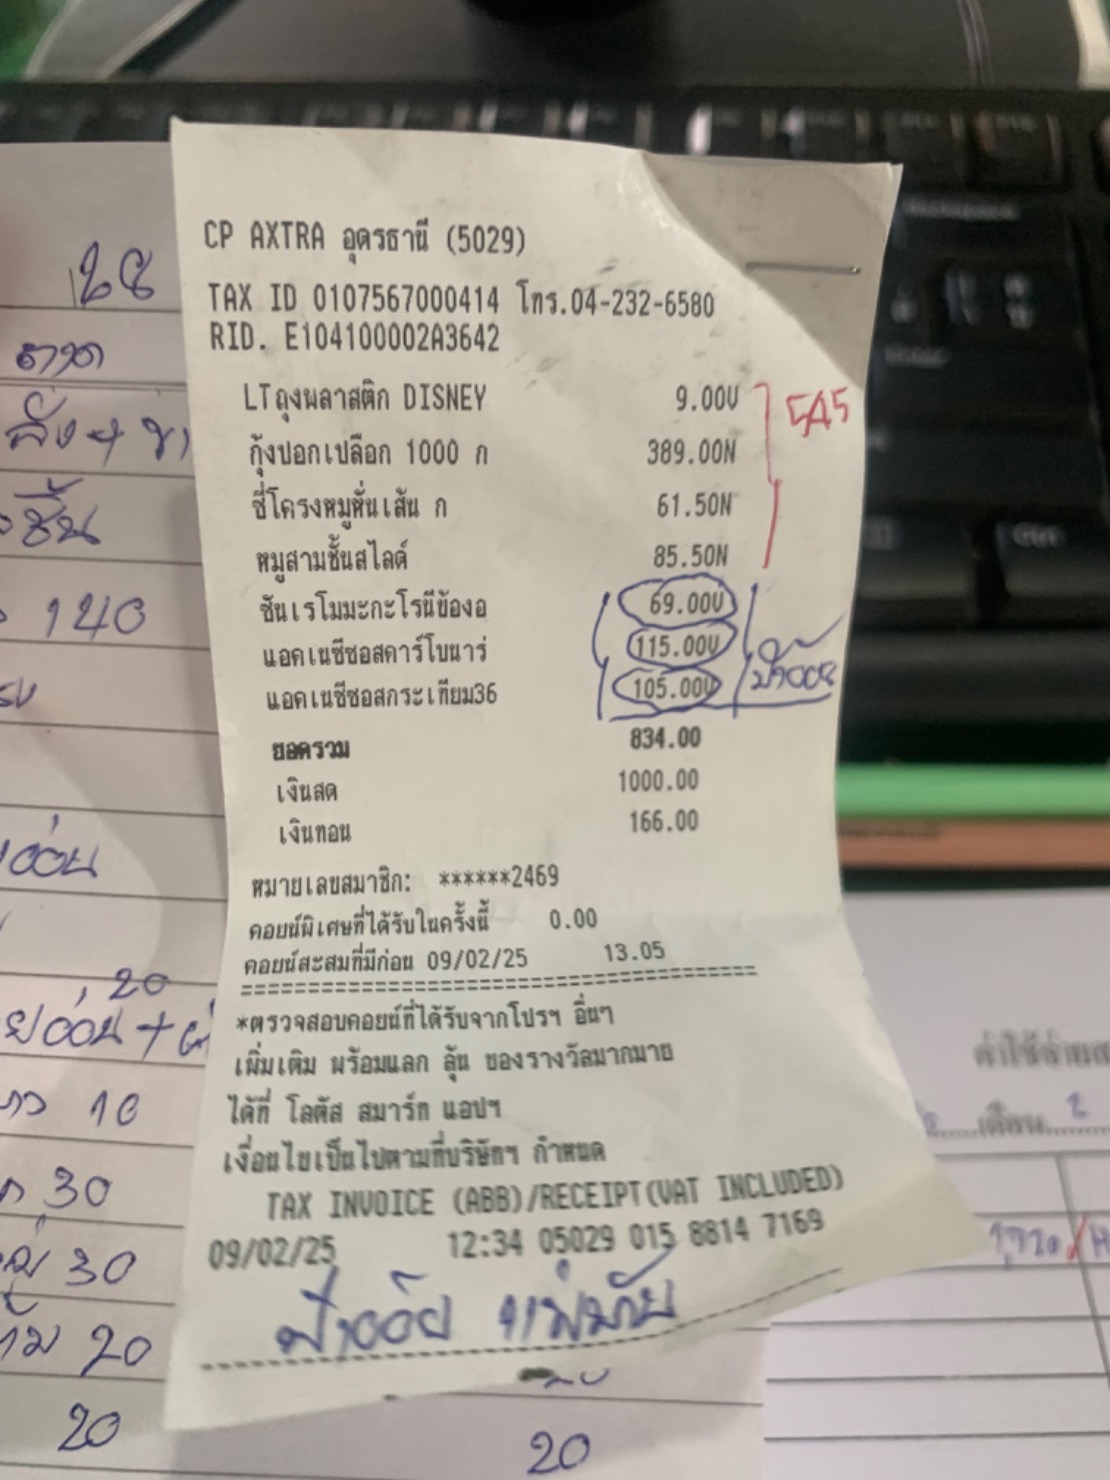 CP AXTRA อุดรธานี (5029)
TAX ID 0107567000414 โทร.04-232-6580
RID. E104100002A3642
LTถุงพลาสติก DISNEY 9.00V
กุ้งปอกเปลือก 1000 ก 389.00N
545
ซี่โครงหมูหั่นเส้น ก 61.50N
หมูสามชั้นสไลด์ 85.50N
ซันเรโมมะกะโรนีข้องอ 69.00V
แอคเนซีซอสคาร์โบนาร่ 115.00V
แอคเนซีซอสกระเทียม36 105.00V
ยอดรวม 834.00
เงินสด 1000.00
เงินทอน 166.00
หมายเลขสมาชิก: ******2469
คอยน์พิเศษที่ได้รับในครั้งนี้ 0.00
คอยน์สะสมที่มีก่อน 09/02/25 13.05
==========================================
*ตรวจสอบคอยน์ที่ได้รับจากโปรฯ อื่นๆ
เพิ่มเติม พร้อมแลก ลุ้น ของรางวัลมากมาย
ได้ที่ โลตัส สมาร์ท แอปฯ
เงื่อนไขเป็นไปตามที่บริษัทฯ กำหนด
TAX INVOICE (ABB)/RECEIPT(VAT INCLUDED)
09/02/25 12:34 05029 015 8814 7169
28
ชิ้น
140
อ่อน
20
10
30
30
20
20
20
เดือน 2
1,720